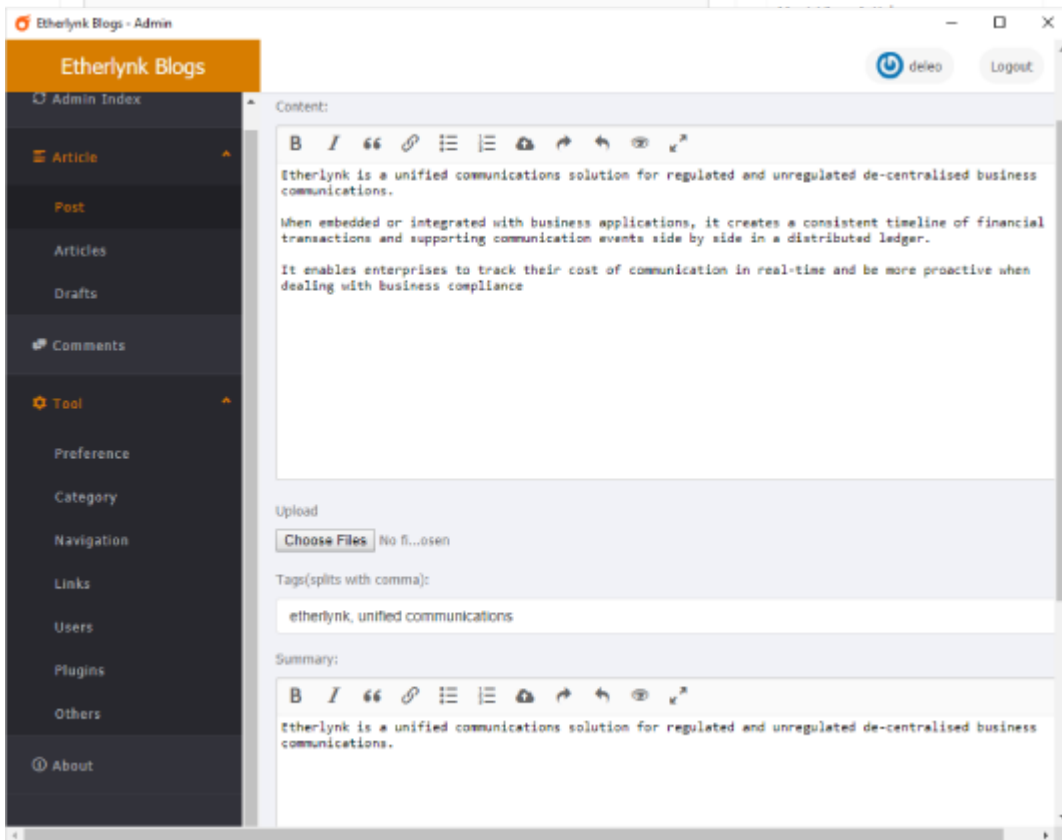 Etherlynk Blogs - Admin
Etherlynk Blogs
deleo
Logout
Admin Index
Article
Post
Articles
Drafts
Comments
Tool
Preference
Category
Navigation
Links
Users
Plugins
Others
About
Content:
B I
Etherlynk is a unified communications solution for regulated and unregulated de-centralised business
communications.
When embedded or integrated with business applications, it creates a consistent timeline of financial
transactions and supporting communication events side by side in a distributed ledger.
It enables enterprises to track their cost of communication in real-time and be more proactive when
dealing with business compliance
Upload
Choose Files No fi...osen
Tags(splits with comma):
etherlynk, unified communications
Summary:
B I
Etherlynk is a unified communications solution for regulated and unregulated de-centralised business
communications.